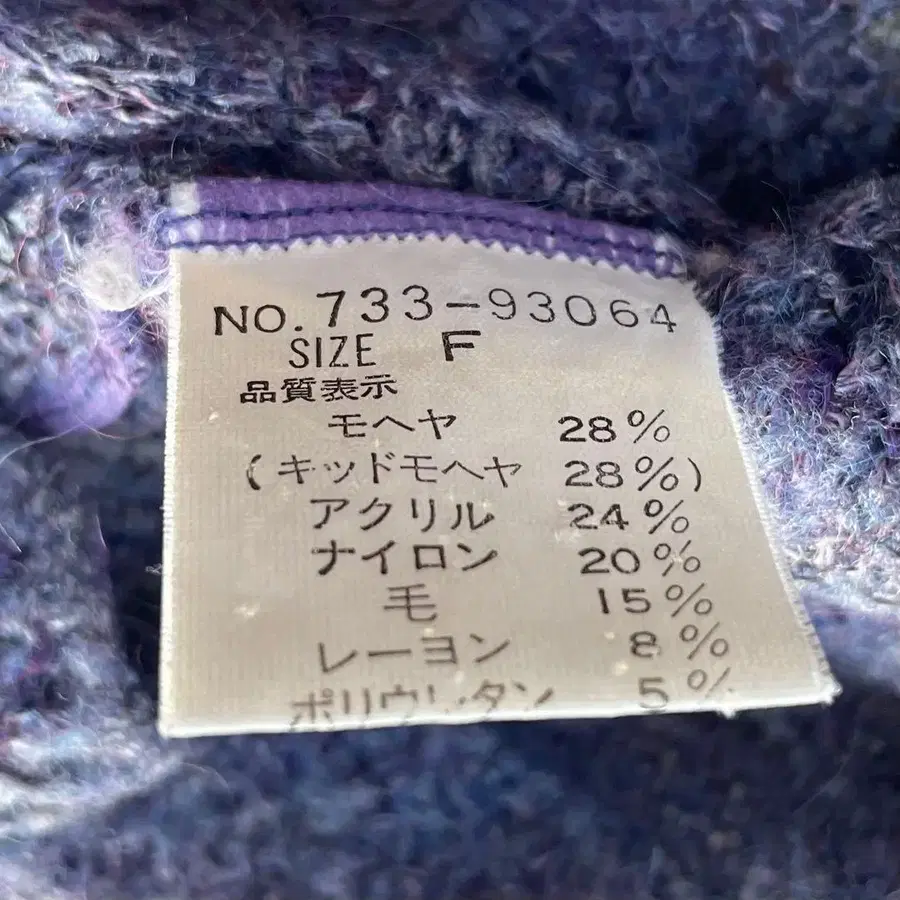 NO.733-93064
SIZE F
品質表示
モヘヤ 28%
(キッドモヘヤ 28%)
アクリル 24%
ナイロン 20%
毛 15%
レーヨン 8%
ポリウレタン 5%